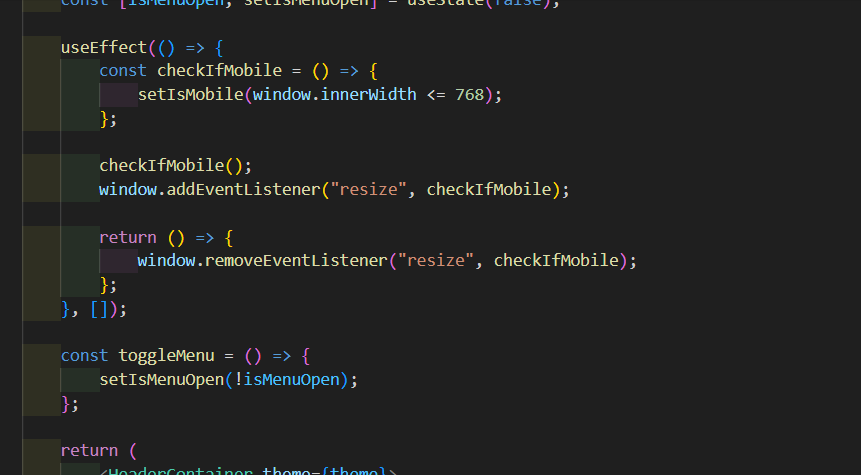 const [isMenuOpen, setIsMenuOpen] = useState(false);
useEffect(() => {
const checkIfMobile = () => {
setIsMobile(window.innerWidth <= 768);
};
checkIfMobile();
window.addEventListener("resize", checkIfMobile);
return () => {
window.removeEventListener("resize", checkIfMobile);
};
}, []);
const toggleMenu = () => {
setIsMenuOpen(!isMenuOpen);
};
return (
<HeaderContainer theme={theme}>